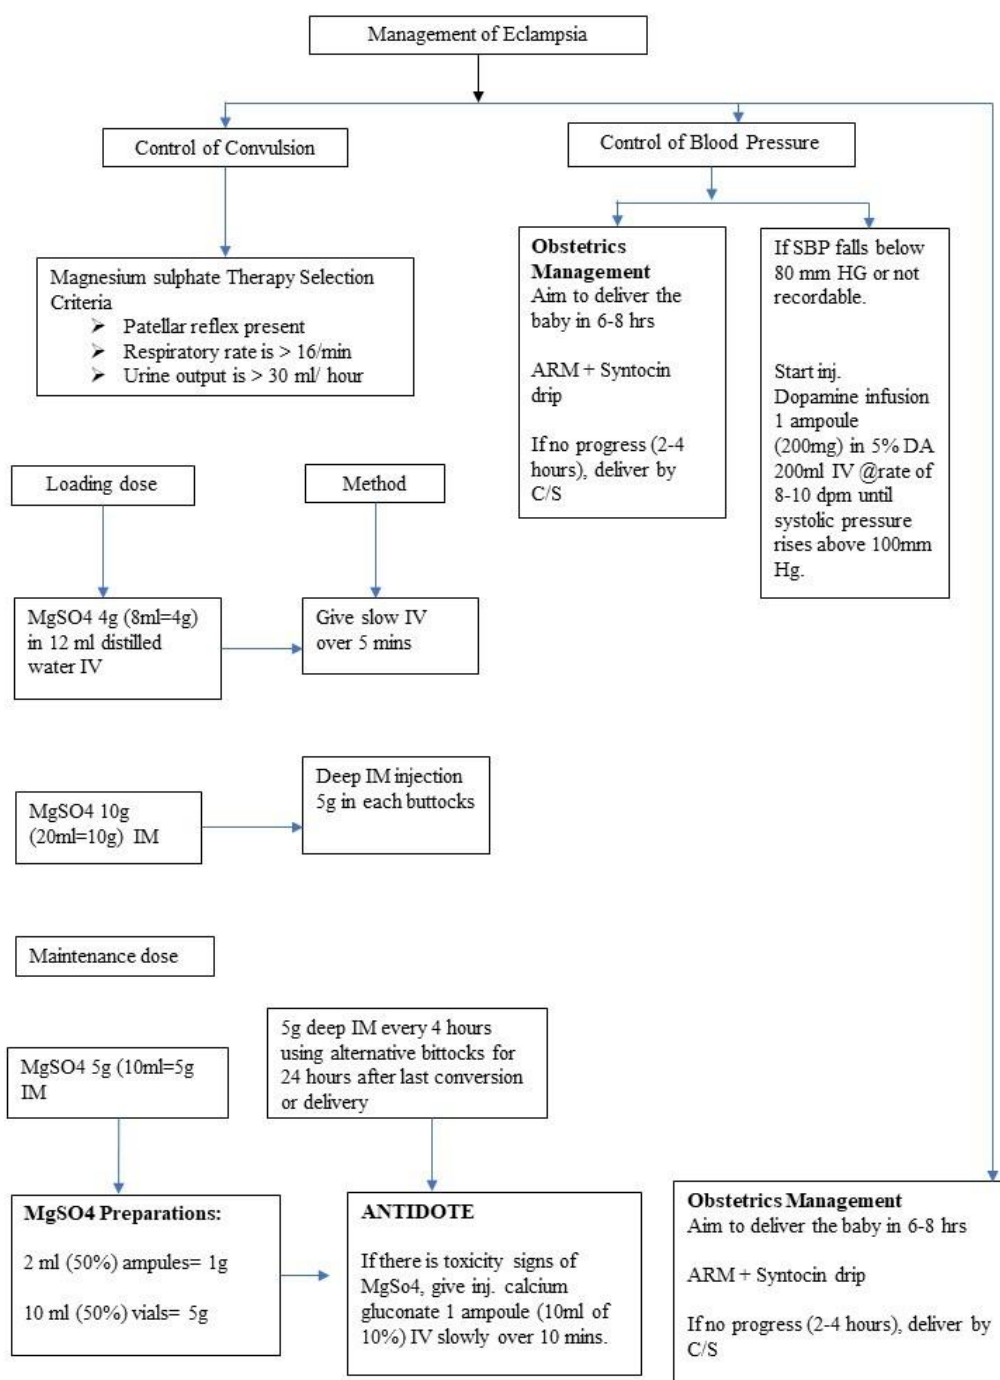 Management of Eclampsia
Control of Convulsion
Control of Blood Pressure
Magnesium sulphate Therapy Selection
Criteria
➤ Patellar reflex present
➤ Respiratory rate is > 16/min
➤ Urine output is > 30 ml/ hour
Obstetrics
Management
Aim to deliver the
baby in 6-8 hrs
ARM + Syntocin
drip
If no progress (2-4
hours), deliver by
C/S
If SBP falls below
80 mm HG or not
recordable.
Start inj.
Dopamine infusion
1 ampoule
(200mg) in 5% DA
200ml IV @rate of
8-10 dpm until
systolic pressure
rises above 100mm
Hg.
Loading dose
Method
MgSO4 4g (8ml=4g)
in 12 ml distilled
water IV
Give slow IV
over 5 mins
MgSO4 10g
(20ml=10g) IM
Deep IM injection
5g in each buttocks
Maintenance dose
MgSO4 5g (10ml=5g
IM
5g deep IM every 4 hours
using alternative bittocks for
24 hours after last conversion
or delivery
MgSO4 Preparations:
2 ml (50%) ampules= 1g
10 ml (50%) vials= 5g
ANTIDOTE
If there is toxicity signs of
MgSo4, give inj. calcium
gluconate 1 ampoule (10ml of
10%) IV slowly over 10 mins.
Obstetrics Management
Aim to deliver the baby in 6-8 hrs
ARM + Syntocin drip
If no progress (2-4 hours), deliver by
C/S